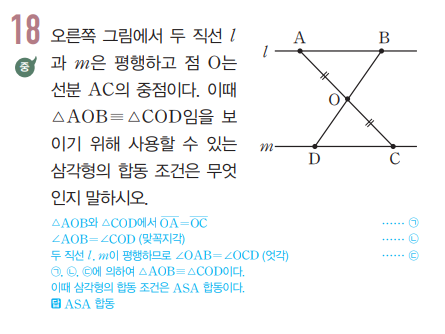 18
중
오른쪽 그림에서 두 직선 l
과 m은 평행하고 점 O는
선분 AC의 중점이다. 이때
△AOB≡△COD임을 보
이기 위해 사용할 수 있는
삼각형의 합동 조건은 무엇
인지 말하시오.
l
A
B
O
m
D
C
△AOB와 △COD에서 O̅A̅=O̅C̅ …… ㉠
∠AOB=∠COD (맞꼭지각) …… ㉡
두 직선 l, m이 평행하므로 ∠OAB=∠OCD (엇각) …… ㉢
㉠, ㉡, ㉢에 의하여 △AOB≡△COD이다.
이때 삼각형의 합동 조건은 ASA 합동이다.
답 ASA 합동